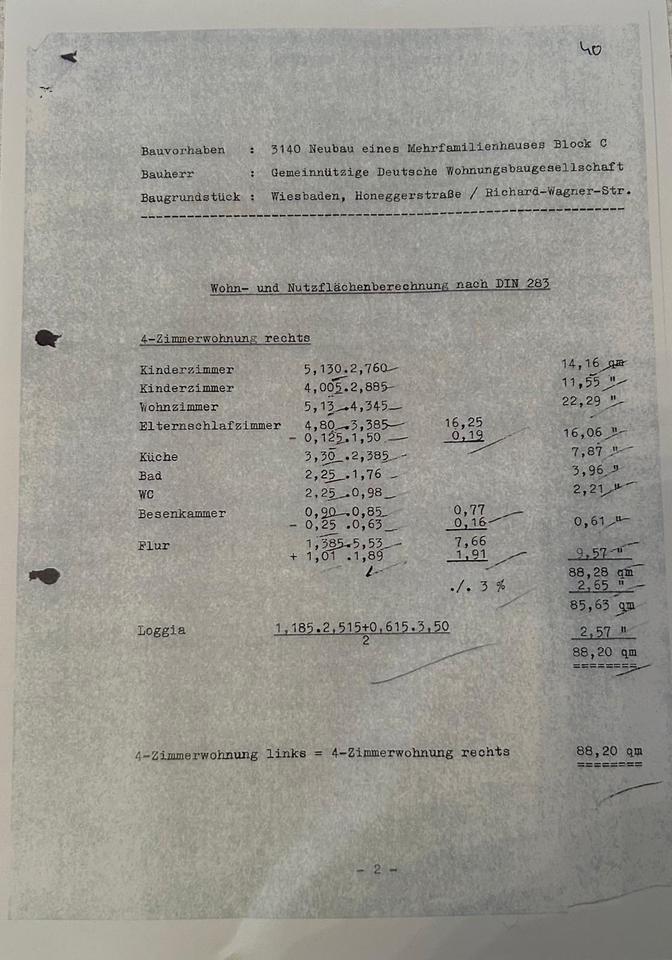 40
Bauvorhaben : 3140 Neubau eines Mehrfamilienhauses Block C
Bauherr : Gemeinnützige Deutsche Wohnungsbaugesellschaft
Baugrundstück : Wiesbaden, Honeggerstraße / Richard-Wagner-Str.
Wohn- und Nutzflächenberechnung nach DIN 283
4-Zimmerwohnung rechts
Kinderzimmer 5,130.2,760 14,16 qm
Kinderzimmer 4,005.2,885 11,55 "
Wohnzimmer 5,13 .4,345 22,29 "
Elternschlafzimmer 4,80 .3,385 16,25
- 0,125.1,50 0,19 16,06 "
Küche 3,30 .2,385 7,87 "
Bad 2,25 .1,76 3,96 "
WC 2,25 .0,98 2,21 "
Besenkammer 0,90 .0,85 0,77
- 0,25 .0,63 0,16 0,61 "
Flur 1,385.5,53 7,66
+ 1,01 .1,89 1,91 9,57 "
88,28 qm
./. 3 % 2,65 "
85,63 qm
Loggia 1,185.2,515+0,615.3,50
2 2,57 "
88,20 qm
========
4-Zimmerwohnung links = 4-Zimmerwohnung rechts 88,20 qm
========
- 2 -